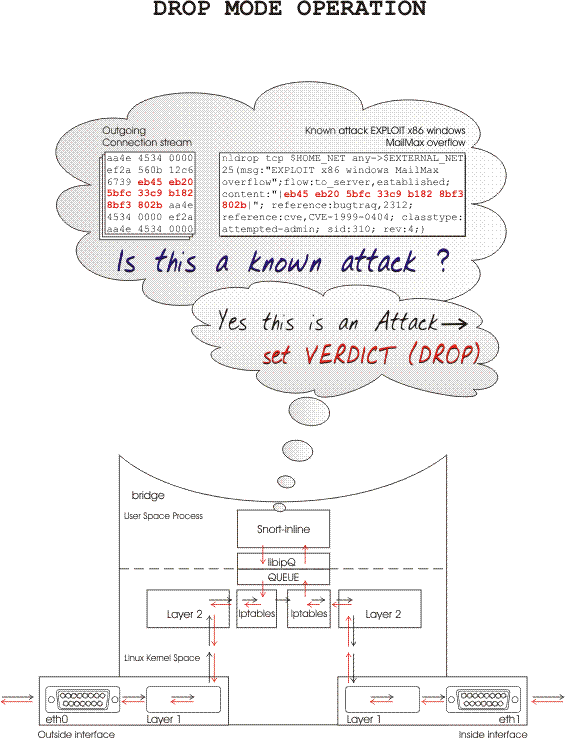 DROP MODE OPERATION
Outgoing
Connection stream
aa4e 4534 0000
ef2a 560b 12c6
6739 eb45 eb20
5bfc 33c9 b182
8bf3 802b aa4e
4534 0000 ef2a
aa4e 4534 0000
Known attack EXPLOIT x86 windows
MailMax overflow
nldrop tcp $HOME_NET any->$EXTERNAL_NET
25(msg:"EXPLOIT x86 windows MailMax
overflow";flow:to_server,established;
content:"|eb45 eb20 5bfc 33c9 b182 8bf3
802b|"; reference:bugtraq,2312;
reference:cve,CVE-1999-0404; classtype:
attempted-admin; sid:310; rev:4;)
Is this a known attack ?
Yes this is an Attack→
set VERDICT (DROP)
bridge
User Space Process
Snort-inline
libipQ
QUEUE
Layer 2
Iptables
Iptables
Layer 2
Linux Kernel Space
eth0
Layer 1
Layer 1
eth1
Outside interface
Inside interface